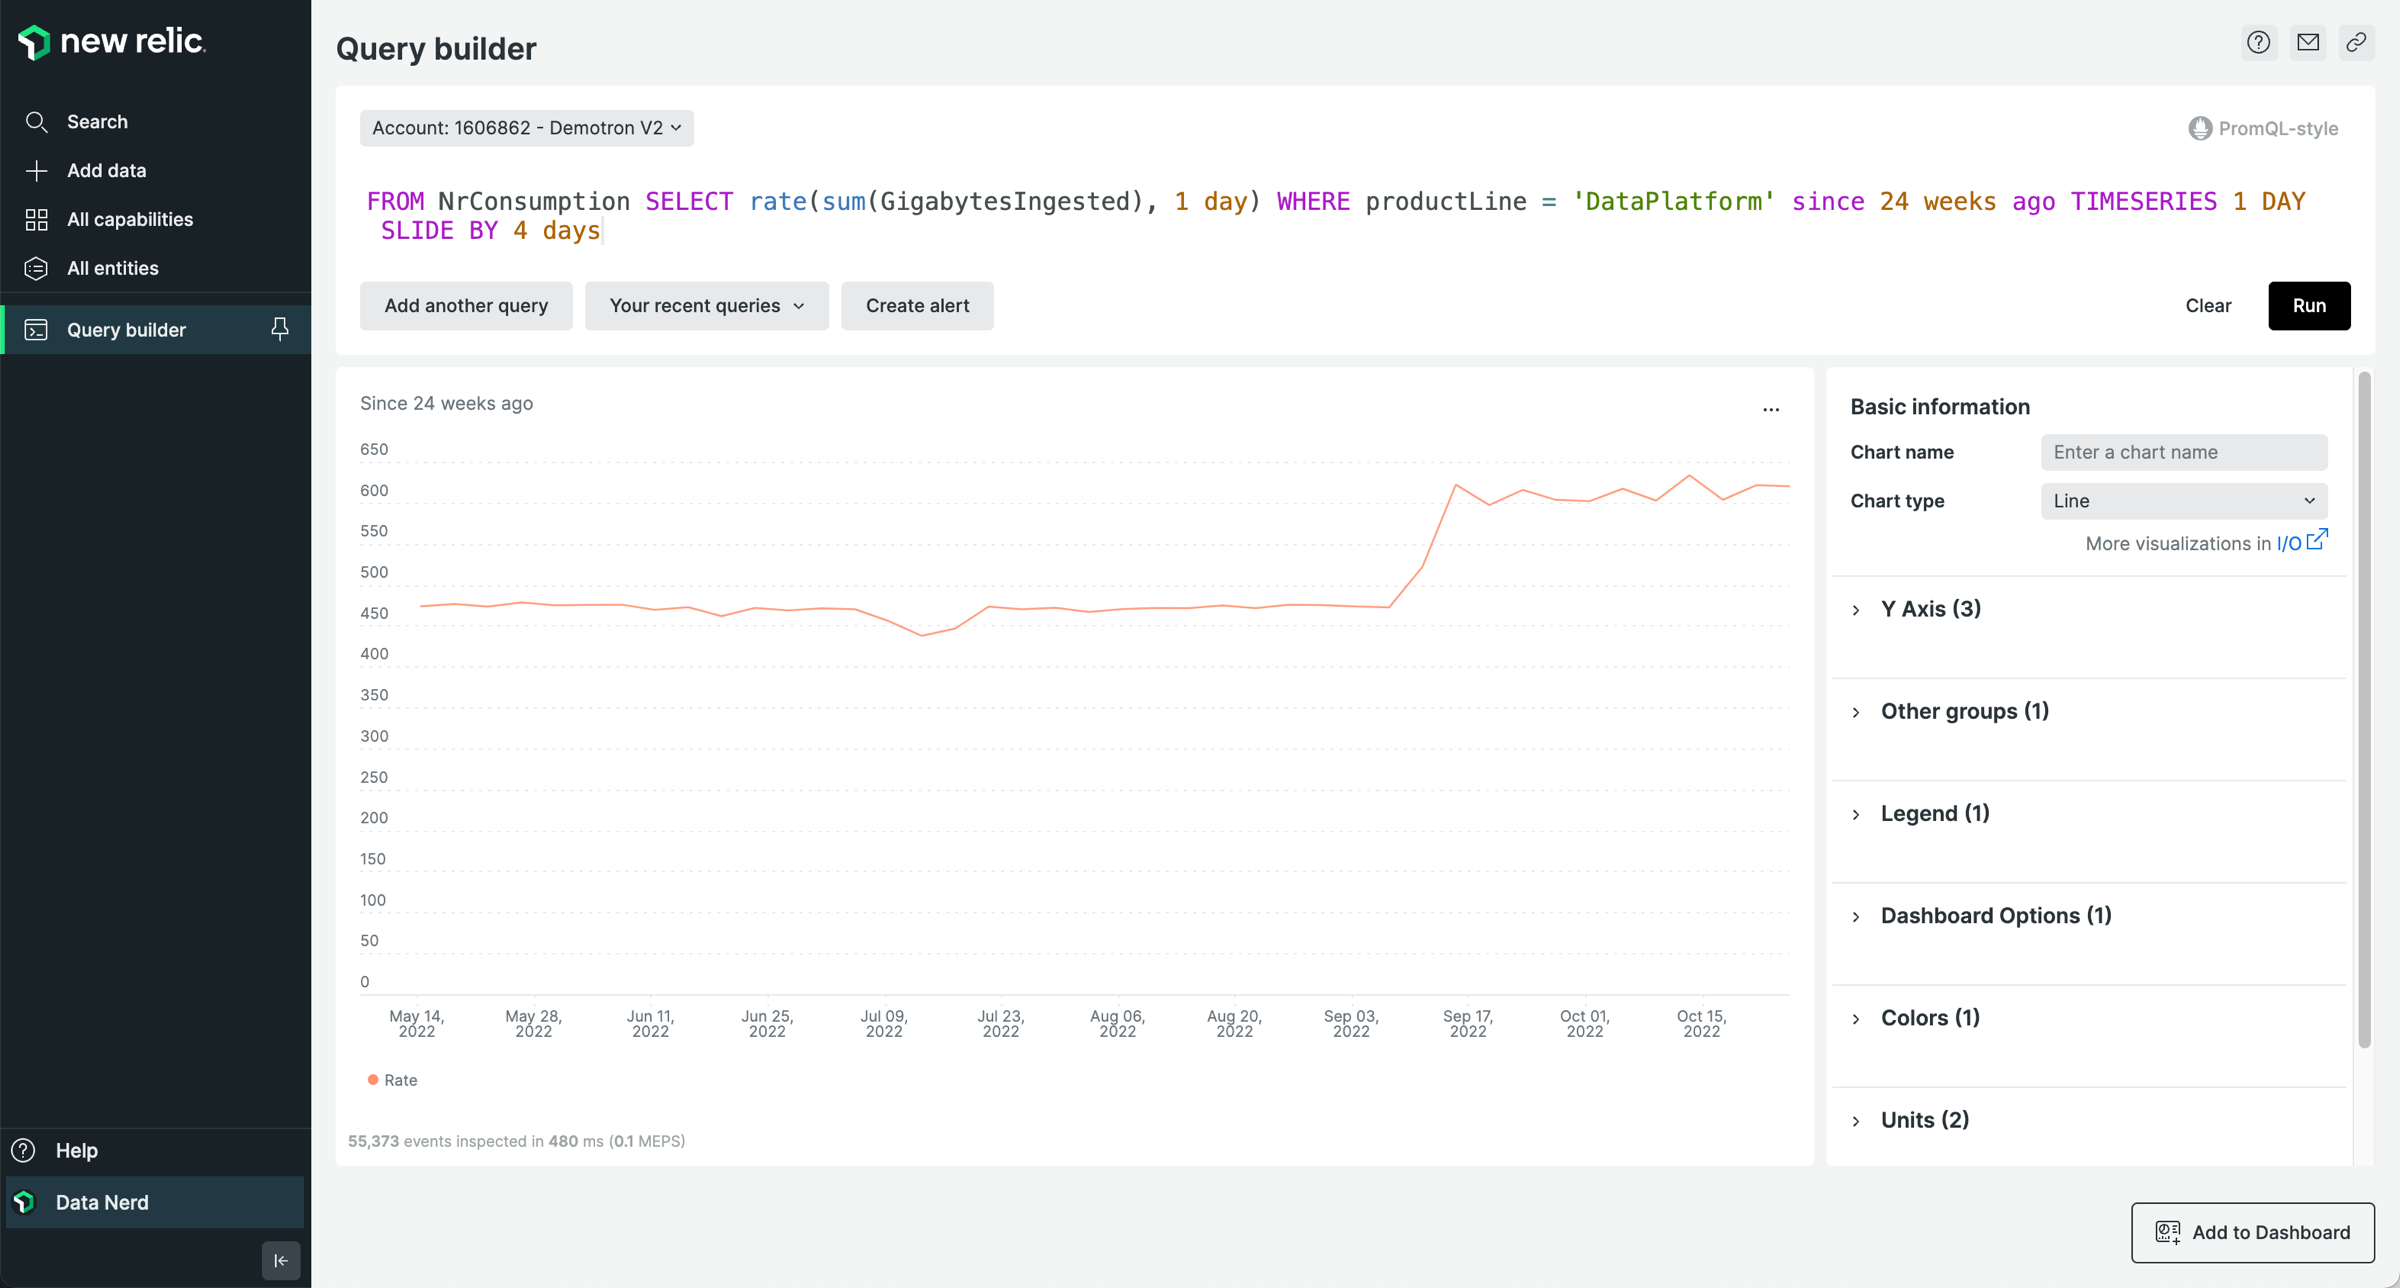 new relic.
Search
Add data
All capabilities
All entities
Query builder
Help
Data Nerd
Query builder
Account: 1606862 - Demotron V2
PromQL-style
FROM NrConsumption SELECT rate(sum(GigabytesIngested), 1 day) WHERE productLine = 'DataPlatform' since 24 weeks ago TIMESERIES 1 DAY
SLIDE BY 4 days
Add another query
Your recent queries
Create alert
Clear
Run
Since 24 weeks ago
...
650
600
550
500
450
400
350
300
250
200
150
100
50
0
May 14,
2022
May 28,
2022
Jun 11,
2022
Jun 25,
2022
Jul 09,
2022
Jul 23,
2022
Aug 06,
2022
Aug 20,
2022
Sep 03,
2022
Sep 17,
2022
Oct 01,
2022
Oct 15,
2022
Rate
55,373 events inspected in 480 ms (0.1 MEPS)
Basic information
Chart name
Enter a chart name
Chart type
Line
More visualizations in I/O
Y Axis (3)
Other groups (1)
Legend (1)
Dashboard Options (1)
Colors (1)
Units (2)
Add to Dashboard